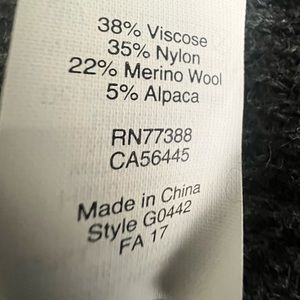 38% Viscose
35% Nylon
22% Merino Wool
5% Alpaca
RN77388
CA56445
Made in China
Style G0442
FA 17